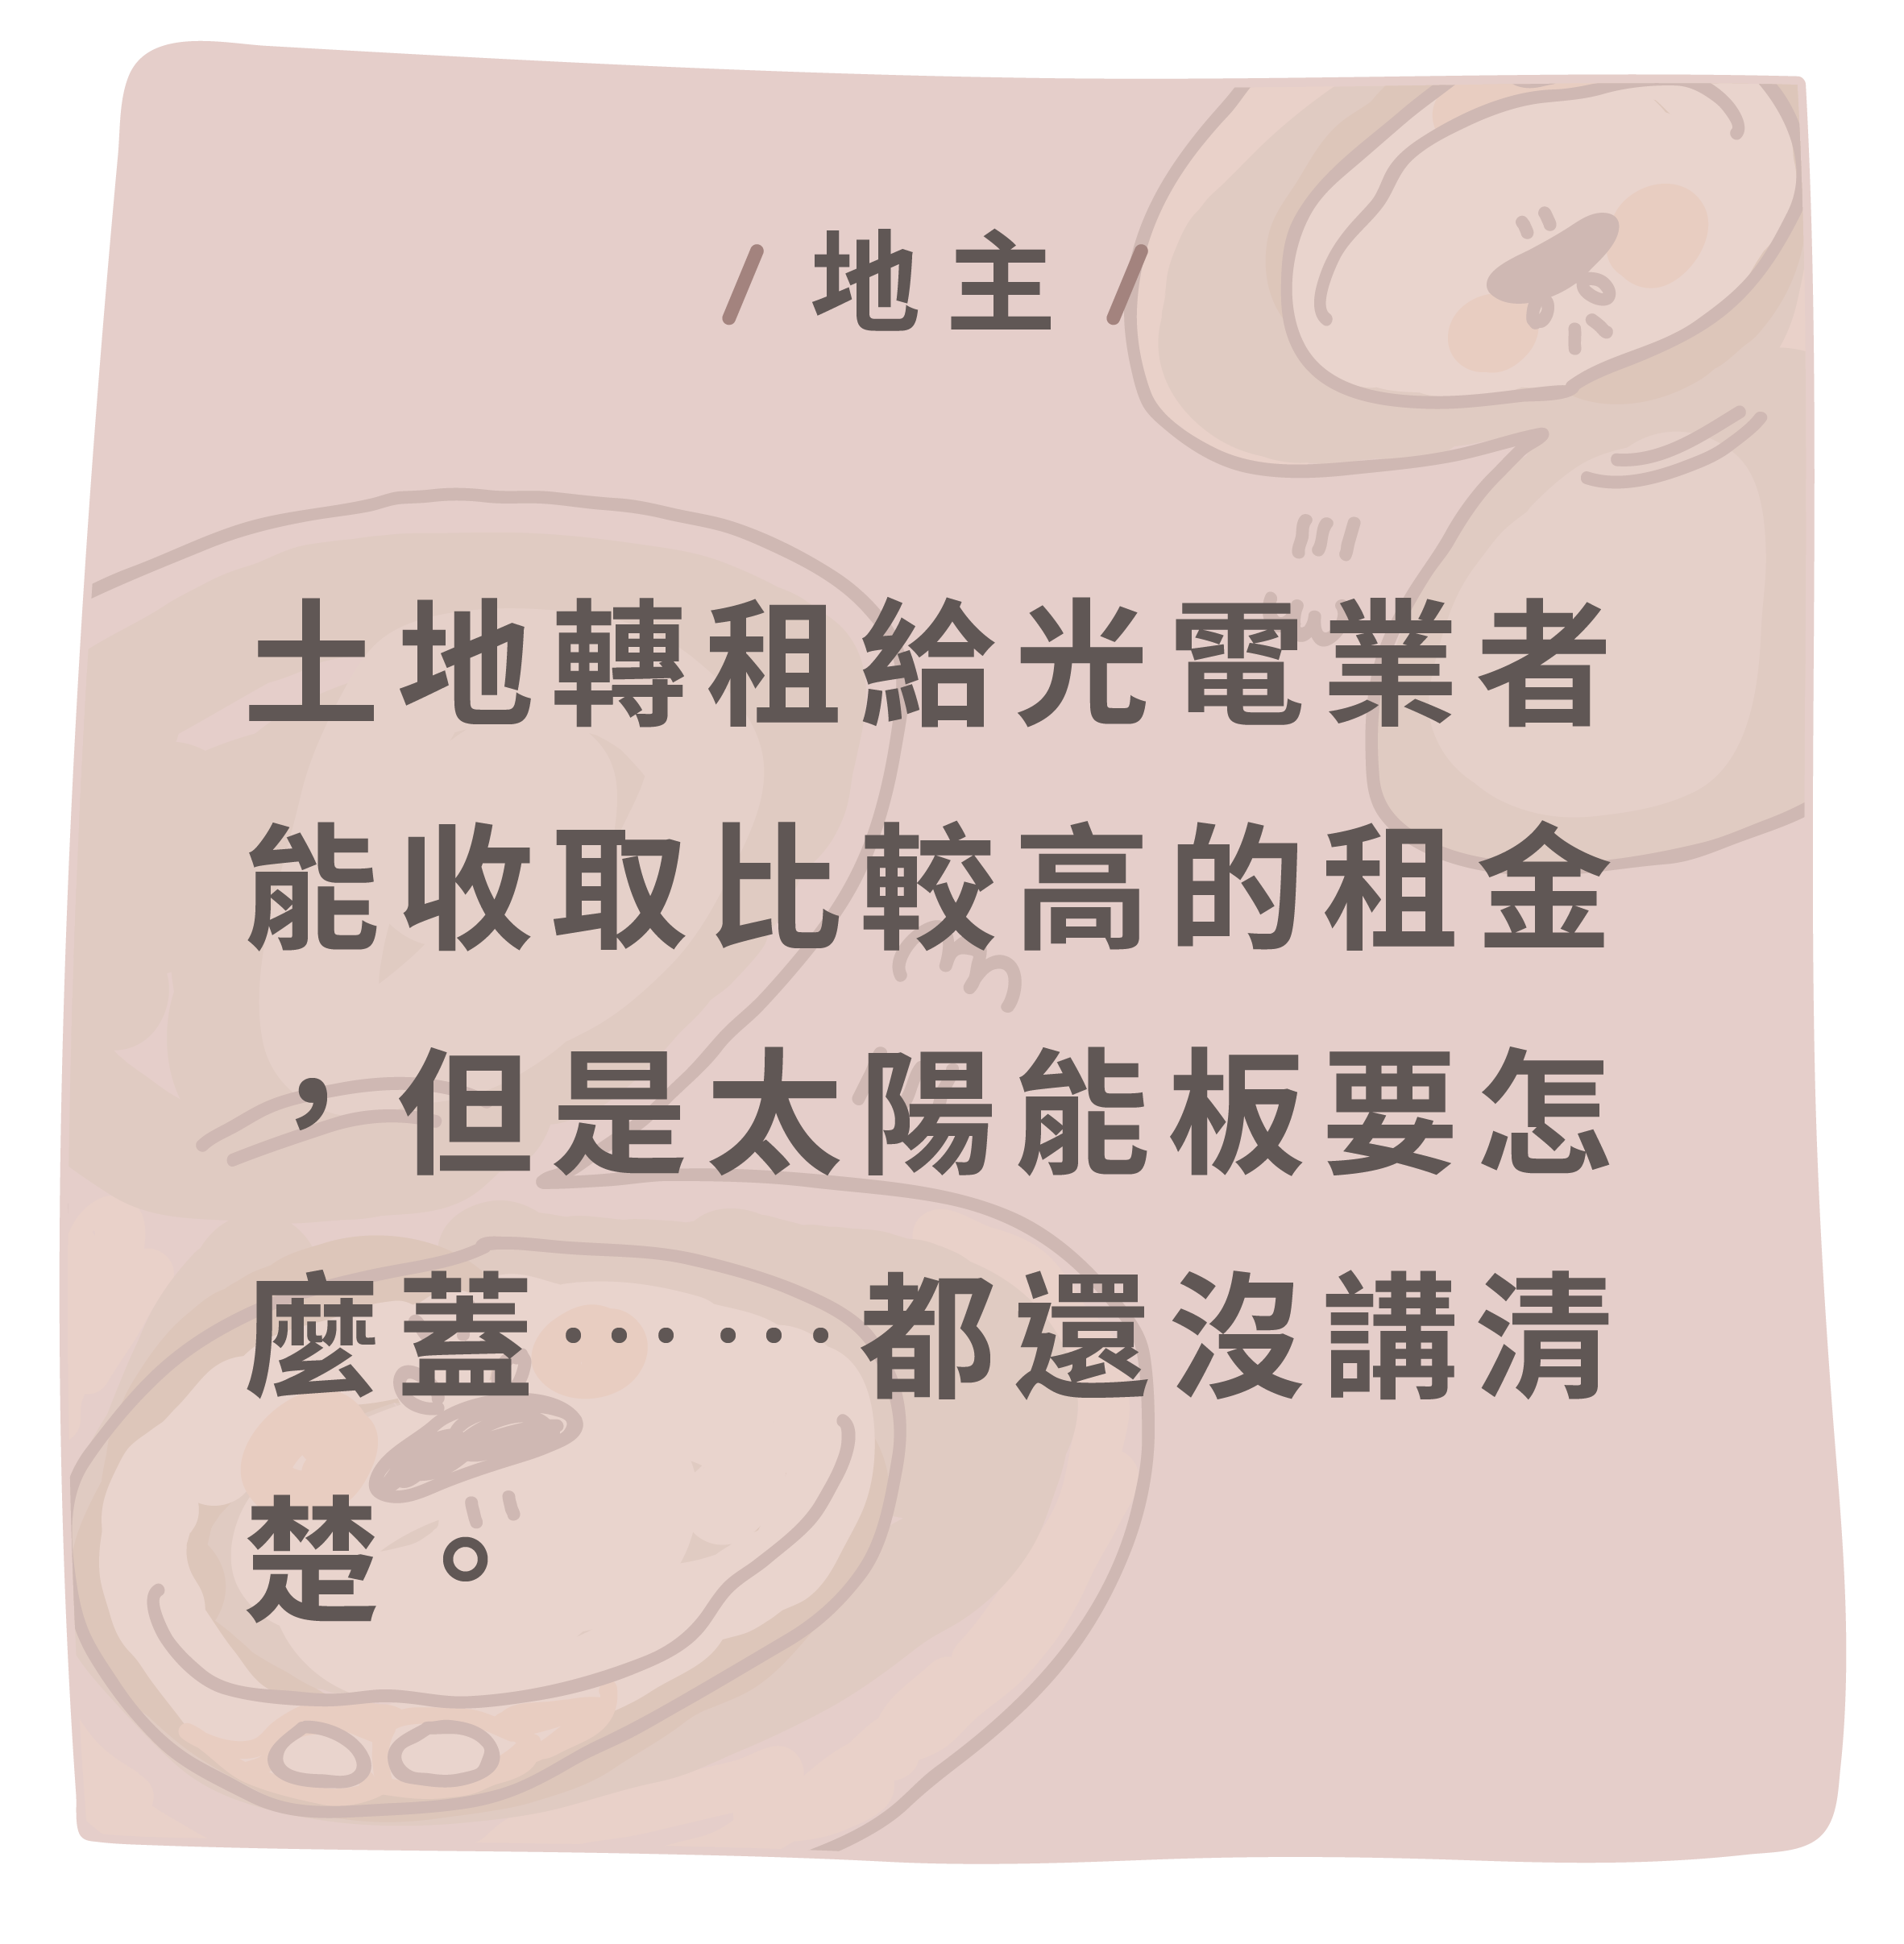 / 地主 /
土地轉租給光電業者
能收取比較高的租金
，但是太陽能板要怎
麼蓋⋯⋯都還沒講清
楚。